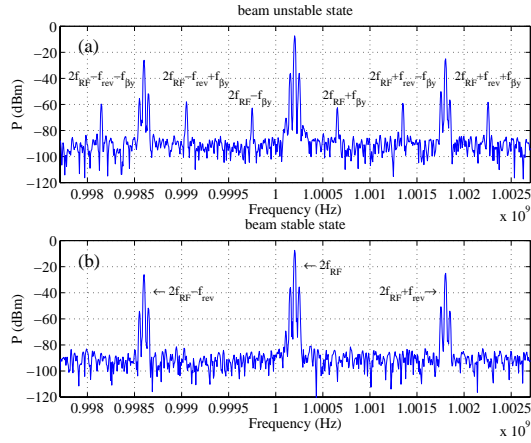 beam unstable state
(a)
2f_RF−f_rev−f_βy
2f_RF−f_rev+f_βy
2f_RF−f_βy
2f_RF+f_βy
2f_RF+f_rev−f_βy
2f_RF+f_rev+f_βy
P (dBm)
0
−20
−40
−60
−80
−100
−120
0.998 0.9985 0.999 0.9995 1 1.0005 1.001 1.0015 1.002 1.0025
Frequency (Hz)
x 10^9
beam stable state
(b)
← 2f_RF
← 2f_RF−f_rev
2f_RF+f_rev →
P (dBm)
0
−20
−40
−60
−80
−100
−120
0.998 0.9985 0.999 0.9995 1 1.0005 1.001 1.0015 1.002 1.0025
Frequency (Hz)
x 10^9